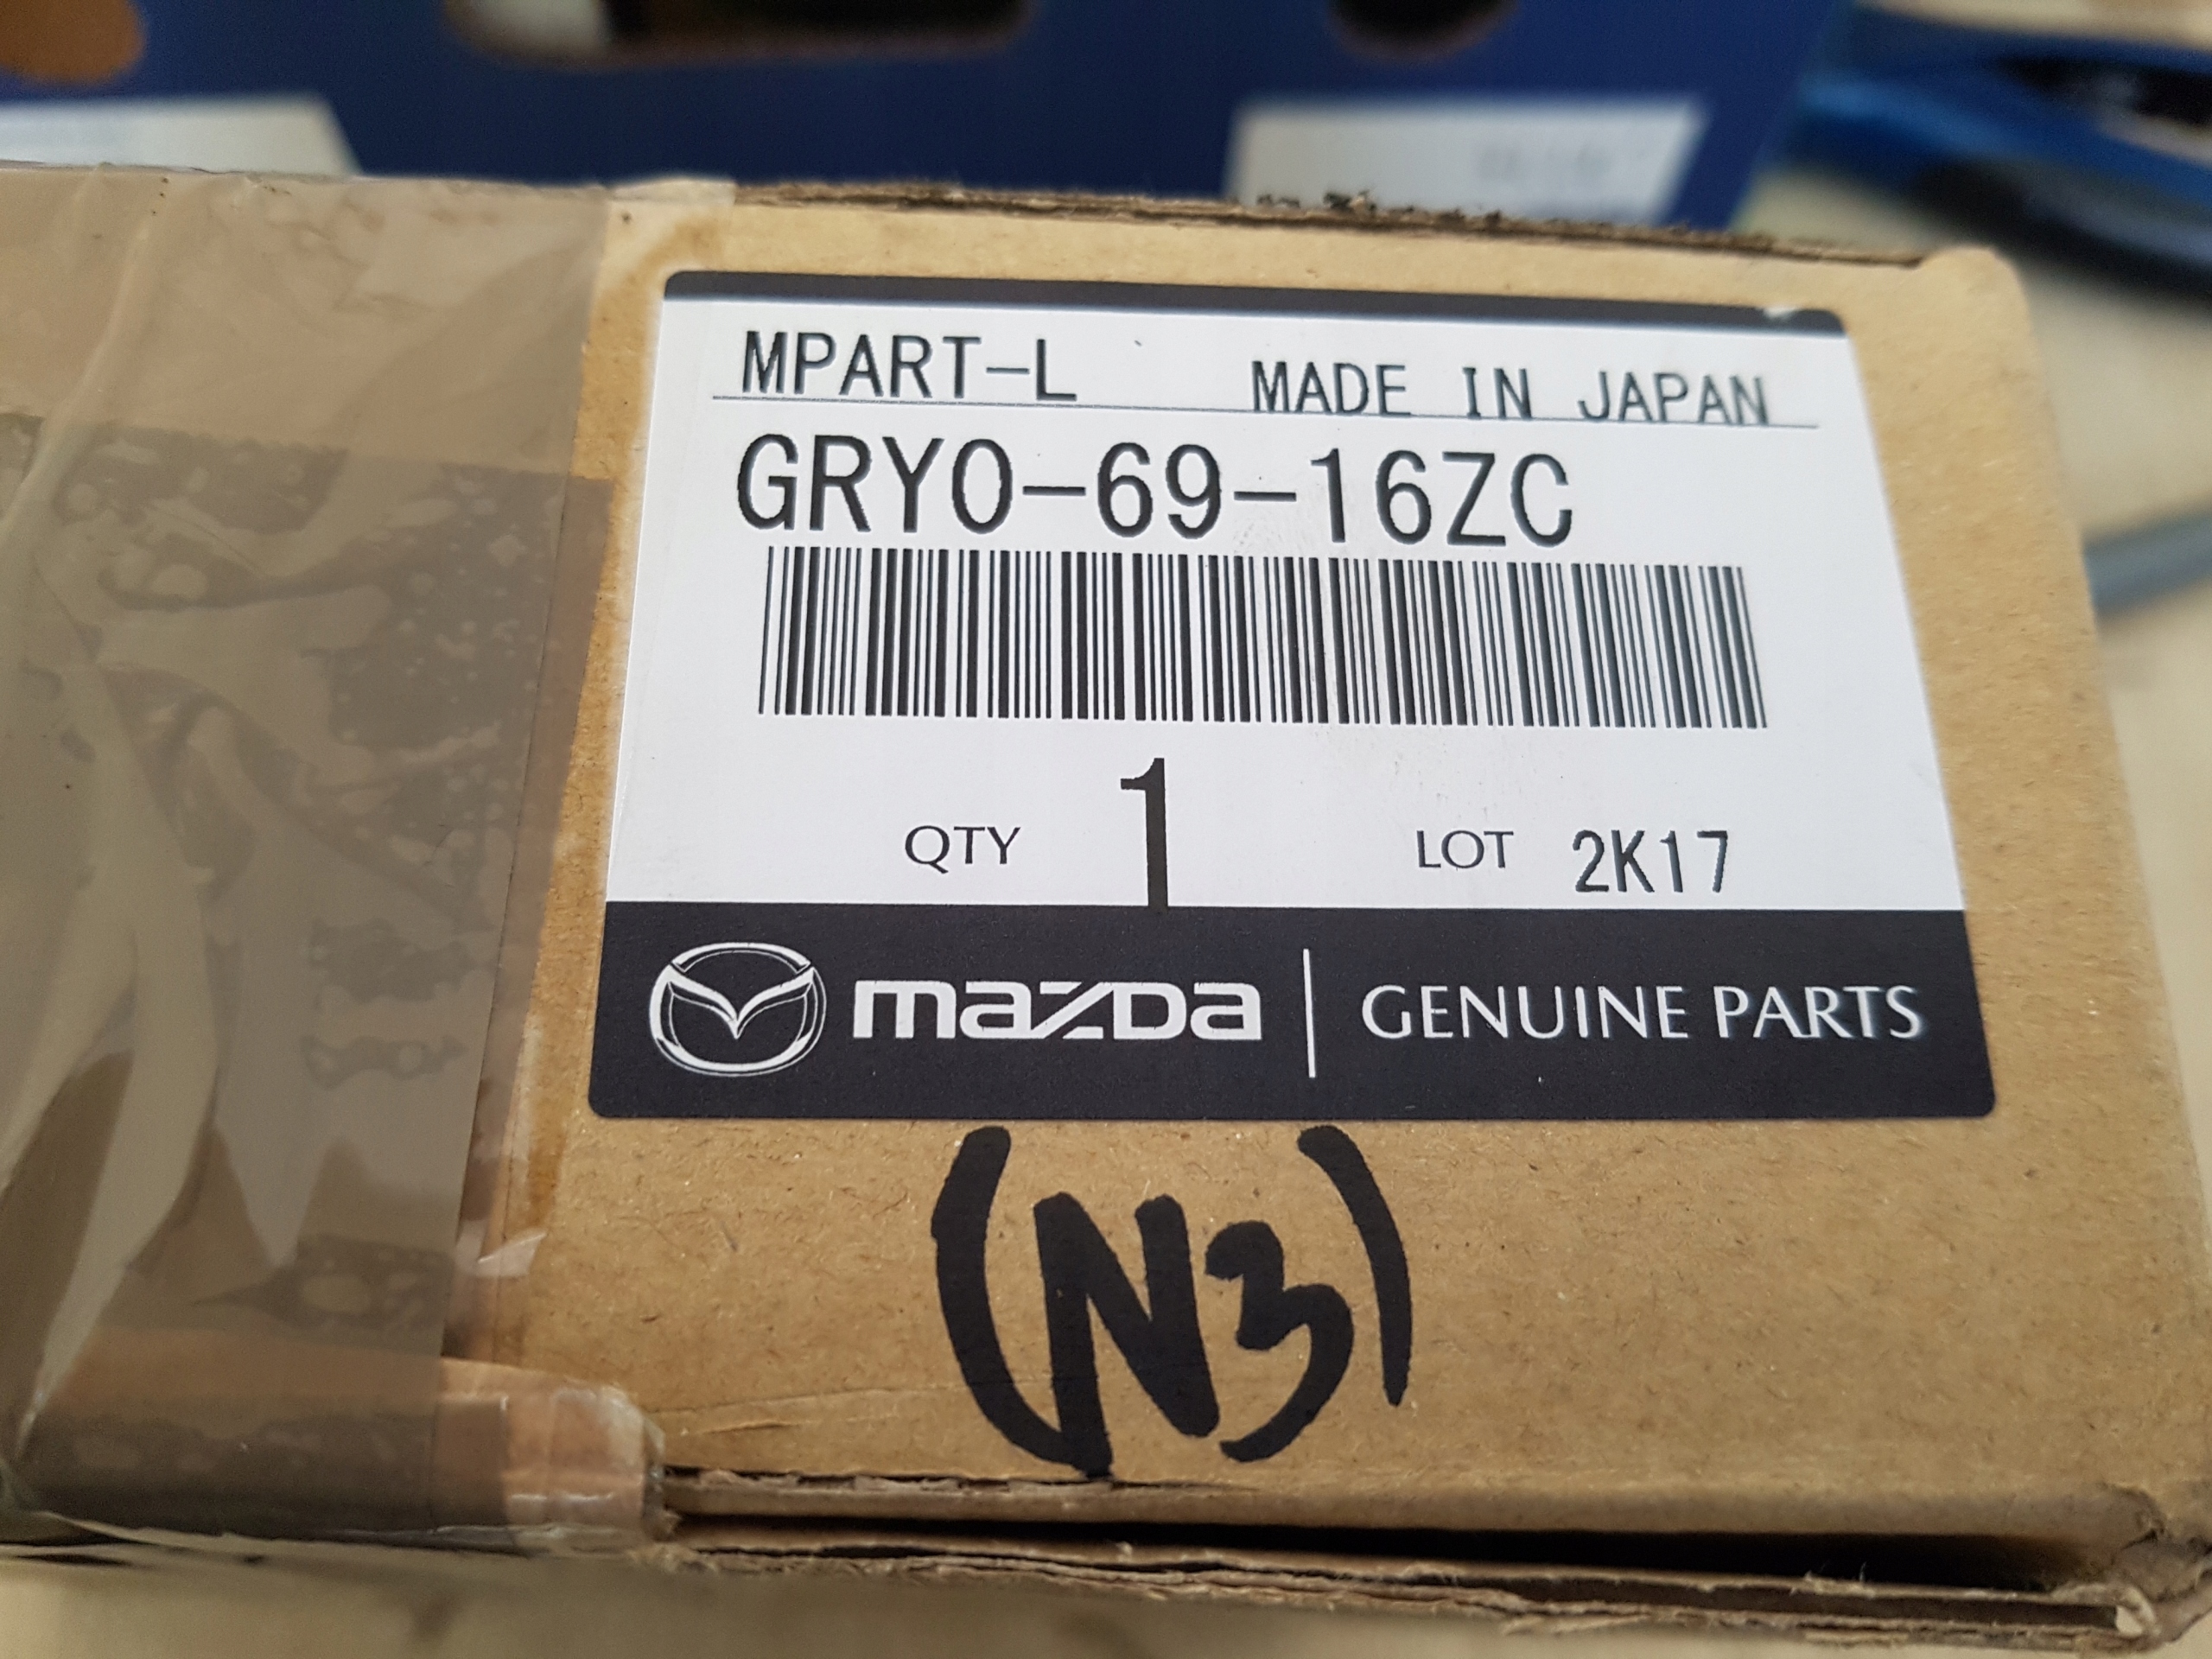 MPART-L MADE IN JAPAN
GRY0-69-16ZC
QTY 1 LOT 2K17
mazda | GENUINE PARTS
(N3)